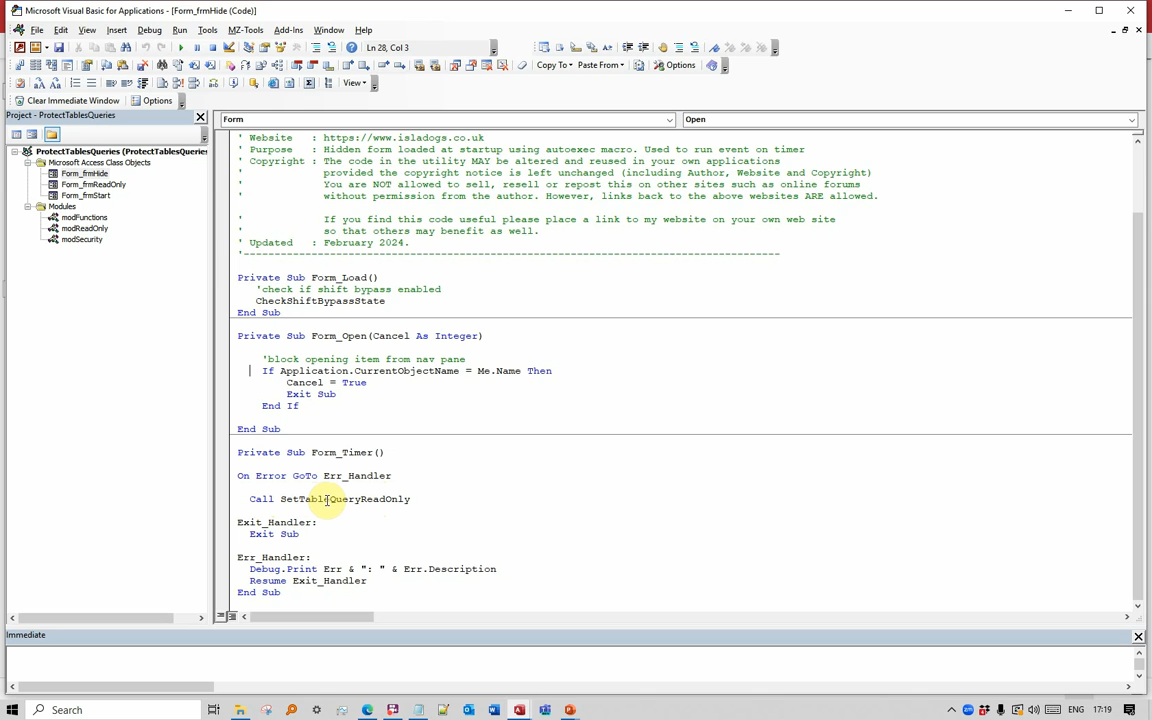 Microsoft Visual Basic for Applications - [Form_frmHide (Code)]
File Edit View Insert Debug Run Tools MZ-Tools Add-Ins Window Help
Ln 28, Col 3
Copy To Paste From Options
View
Clear Immediate Window Options
Project - ProtectTablesQueries
Form Open
ProtectTablesQueries (ProtectTablesQueries
Microsoft Access Class Objects
Form_frmHide
Form_frmReadOnly
Form_frmStart
Modules
modFunctions
modReadOnly
modSecurity
' Website : https://www.isladogs.co.uk
' Purpose : Hidden form loaded at startup using autoexec macro. Used to run event on timer
' Copyright : The code in the utility MAY be altered and reused in your own applications
' provided the copyright notice is left unchanged (including Author, Website and Copyright)
' You are NOT allowed to sell, resell or repost this on other sites such as online forums
' without permission from the author. However, links back to the above websites ARE allowed.
'
' If you find this code useful please place a link to my website on your own web site
' so that others may benefit as well.
' Updated : February 2024.
'-----------------------------------------------------------------------------------------
Private Sub Form_Load()
'check if shift bypass enabled
CheckShiftBypassState
End Sub
Private Sub Form_Open(Cancel As Integer)
'block opening item from nav pane
If Application.CurrentObjectName = Me.Name Then
Cancel = True
Exit Sub
End If
End Sub
Private Sub Form_Timer()
On Error GoTo Err_Handler
Call SetTableQueryReadOnly
Exit_Handler:
Exit Sub
Err_Handler:
Debug.Print Err & ": " & Err.Description
Resume Exit_Handler
End Sub
Immediate
Search
ENG 17:19